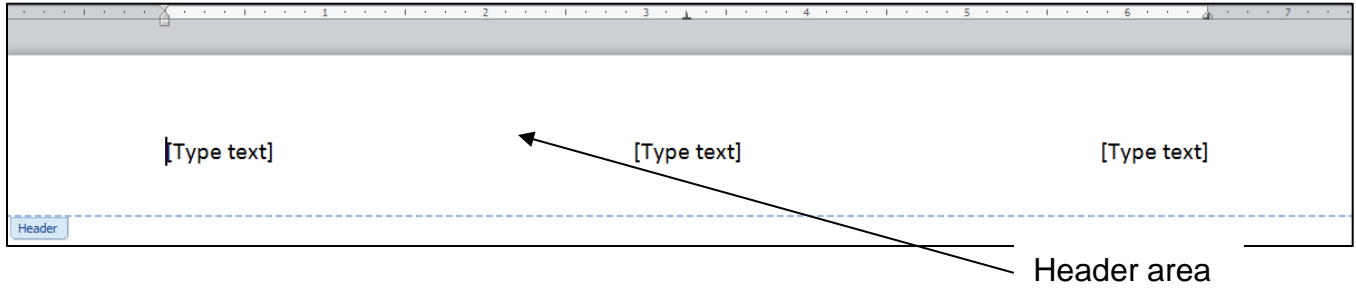 1 2 3 4 5 6 7
[Type text] [Type text] [Type text]
Header
Header area